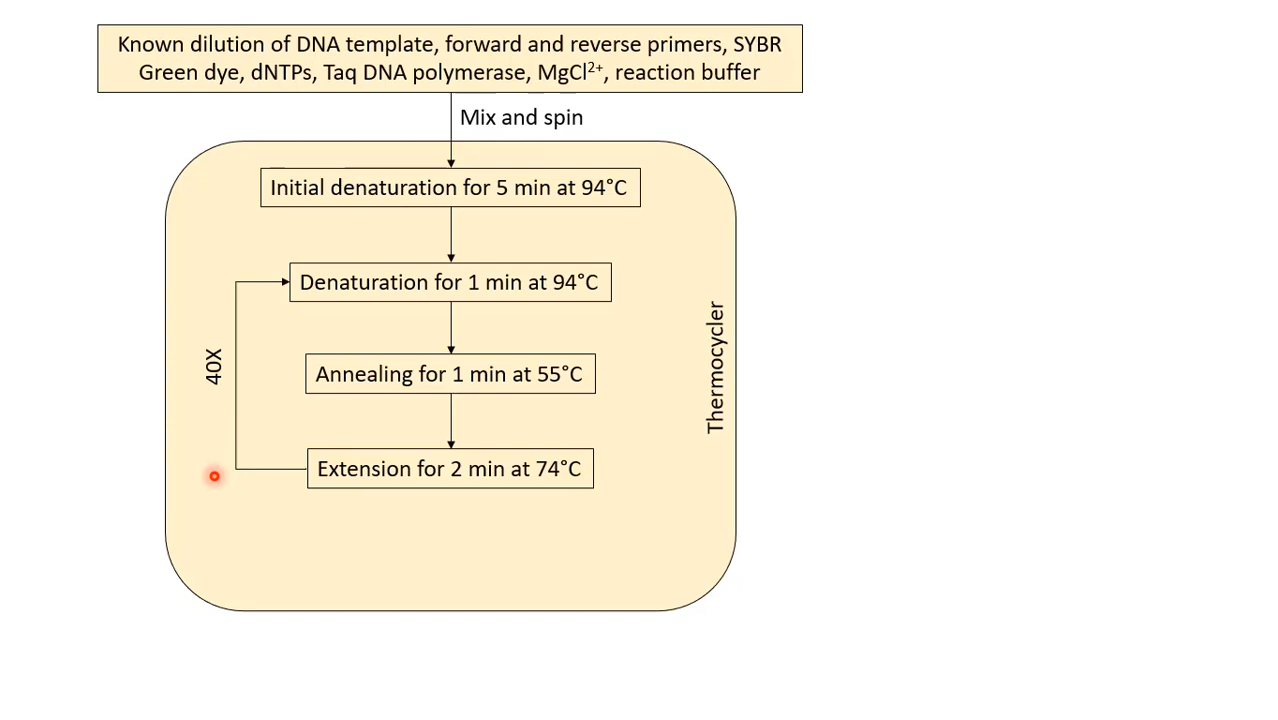 Known dilution of DNA template, forward and reverse primers, SYBR
Green dye, dNTPs, Taq DNA polymerase, MgCl²⁺, reaction buffer
Mix and spin
Initial denaturation for 5 min at 94°C
Denaturation for 1 min at 94°C
40X
Annealing for 1 min at 55°C
Thermocycler
Extension for 2 min at 74°C